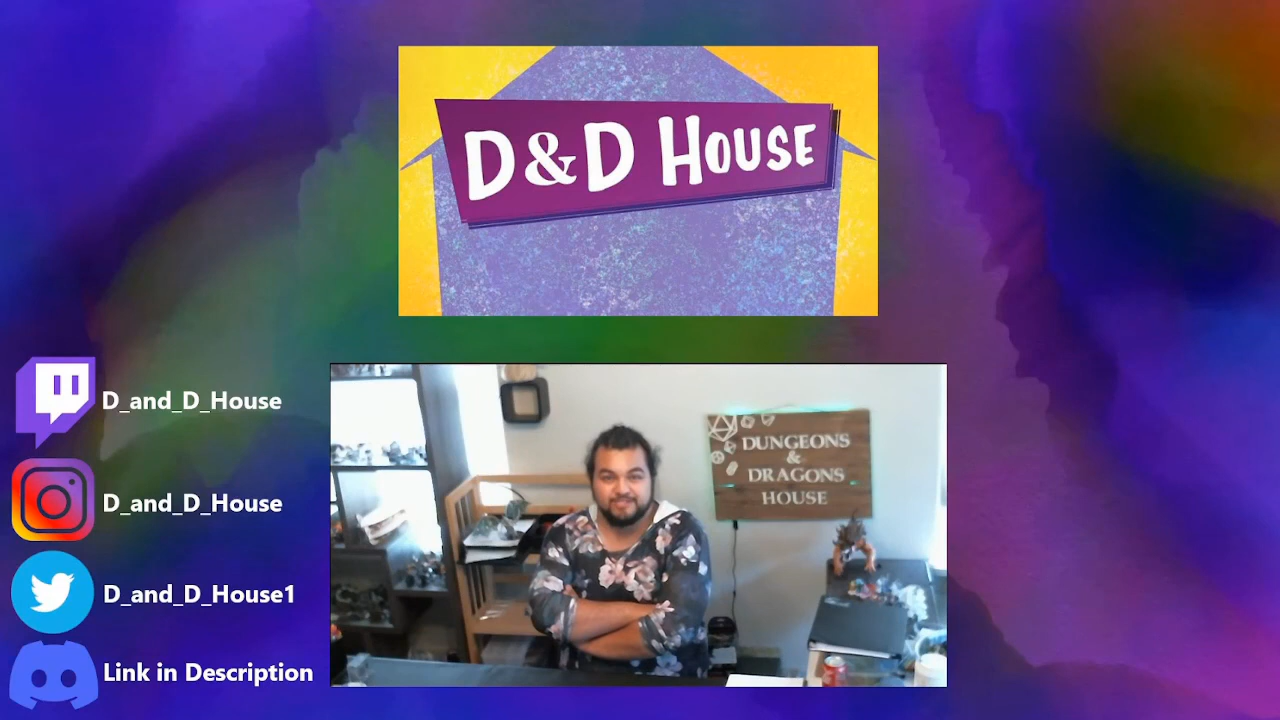 D&D HOUSE
D_and_D_House
D_and_D_House
D_and_D_House1
Link in Description
DUNGEONS
&
DRAGONS
HOUSE